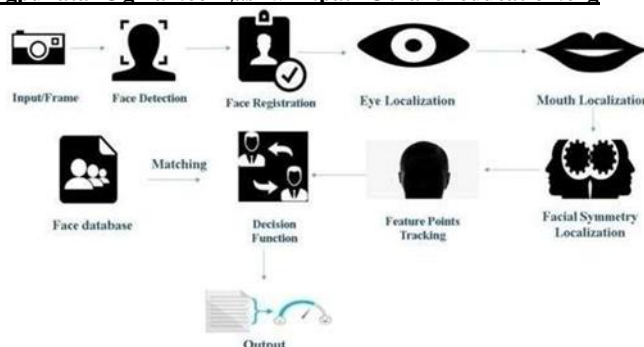 Input/Frame
Face Detection
Face Registration
Eye Localization
Mouth Localization
Face database
Matching
Decision
Function
Feature Points
Tracking
Facial Symmetry
Localization
Output